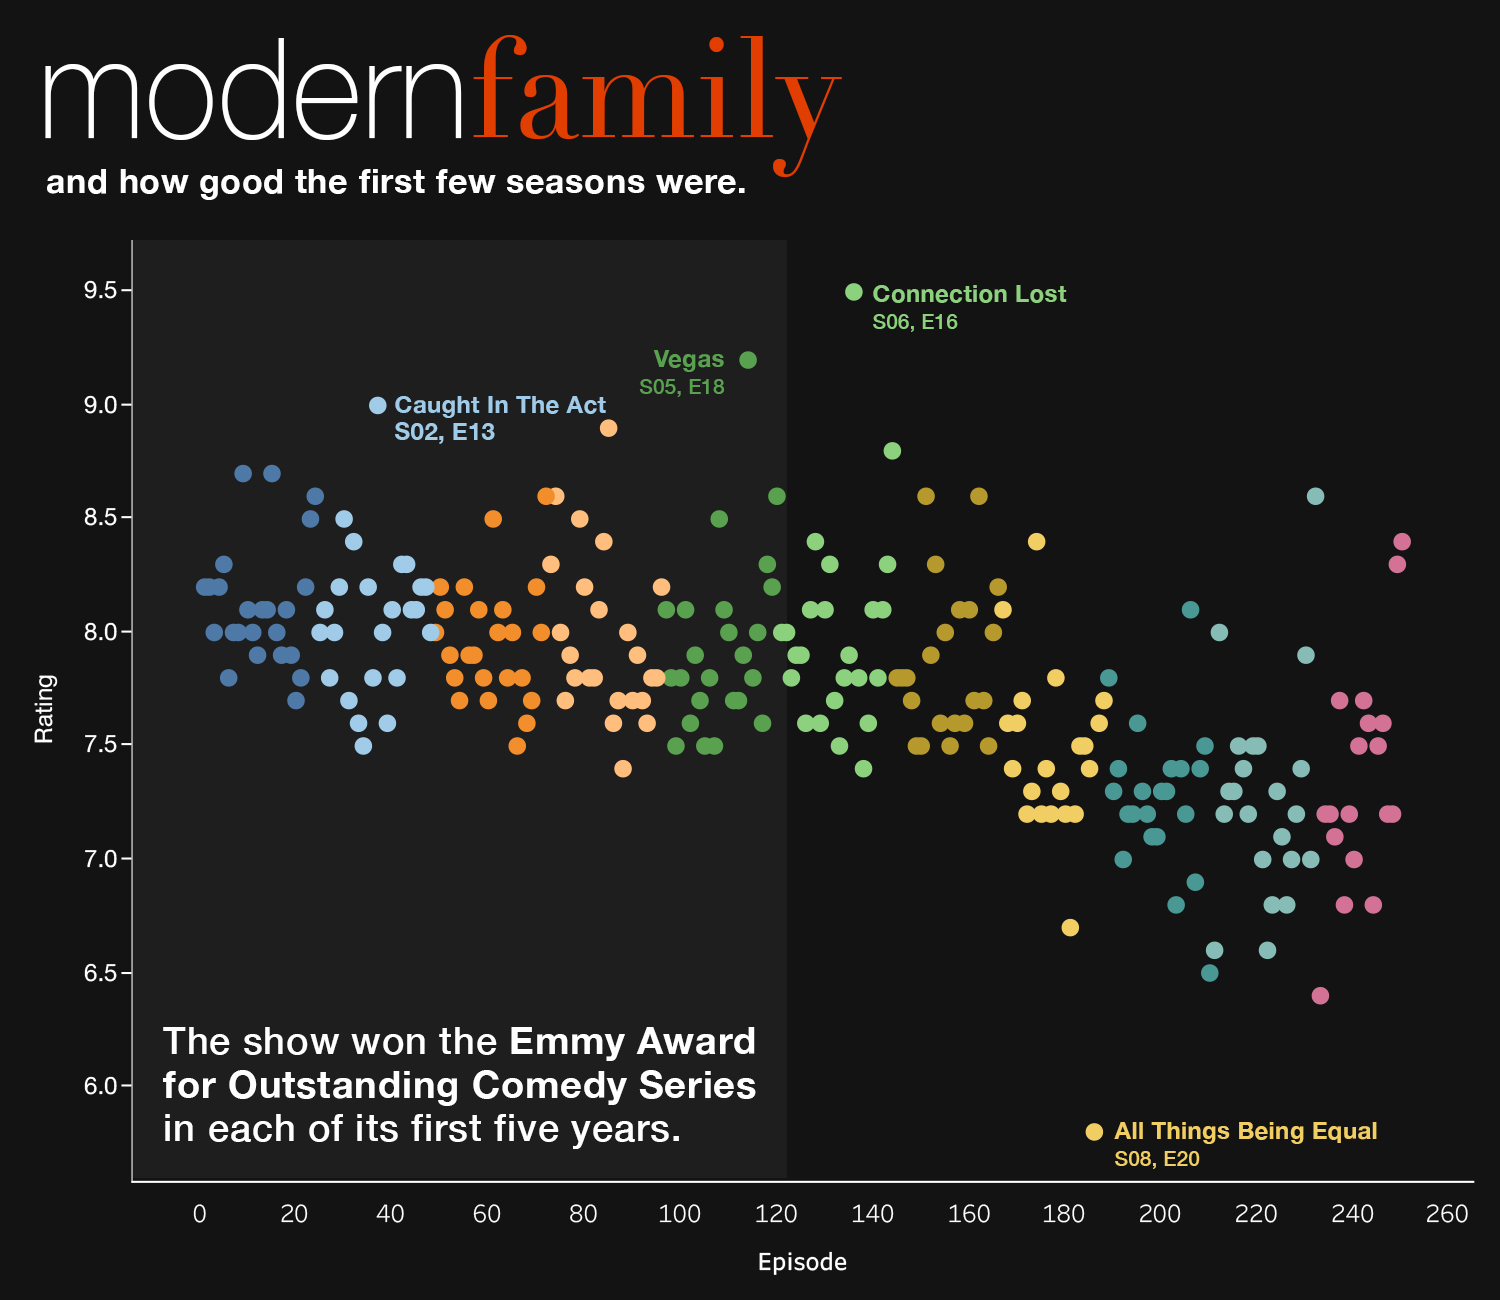 modernfamily
and how good the first few seasons were.
9.5
Connection Lost
S06, E16
Vegas
S05, E18
9.0
Caught In The Act
S02, E13
8.5
8.0
Rating
7.5
7.0
6.5
The show won the Emmy Award
for Outstanding Comedy Series
in each of its first five years.
6.0
All Things Being Equal
S08, E20
0 20 40 60 80 100 120 140 160 180 200 220 240 260
Episode